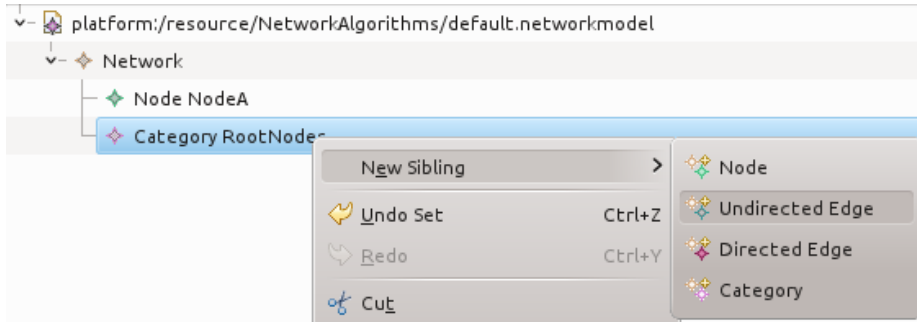 platform:/resource/NetworkAlgorithms/default.networkmodel
Network
Node NodeA
Category RootNodes
New Sibling
Undo Set Ctrl+Z
Redo Ctrl+Y
Cut
Node
Undirected Edge
Directed Edge
Category